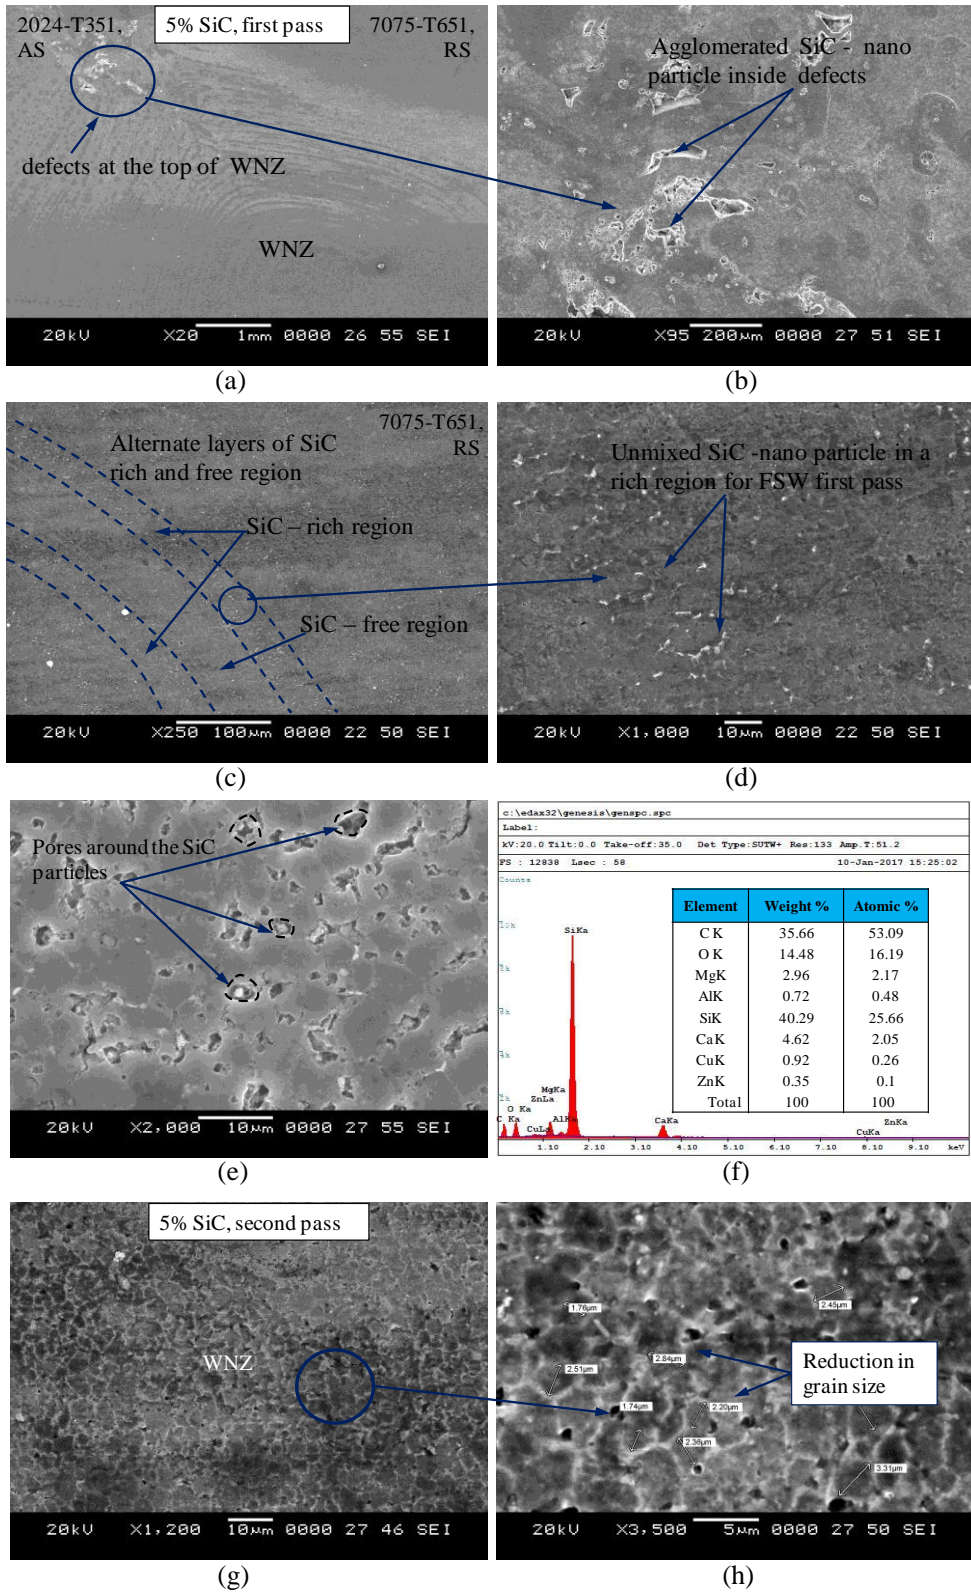 2024-T351,
AS
5% SiC, first pass
7075-T651,
RS
defects at the top of WNZ
WNZ
20kV X20 1mm 0000 26 55 SEI
(a)
Agglomerated SiC - nano
particle inside defects
20kV X95 200µm 0000 27 51 SEI
(b)
7075-T651,
RS
Alternate layers of SiC
rich and free region
SiC – rich region
SiC – free region
20kV X250 100µm 0000 22 50 SEI
(c)
Unmixed SiC -nano particle in a
rich region for FSW first pass
20kV X1,000 10µm 0000 22 50 SEI
(d)
Pores around the SiC
particles
20kV X2,000 10µm 0000 27 54 SEI
(e)
c:\edax32\genesis\genspc.spc
Label:
kV:20.0 Tilt:0.0 Take-off:35.0 Det Type:SUTW+ Res:133 Amp.T:51.2
FS : 12838 Lsec : 58 10-Jan-2017 15:25:02
Counts
Element Weight % Atomic %
C K 35.66 53.09
O K 14.48 16.19
MgK 2.96 2.17
AlK 0.72 0.48
SiK 40.29 25.66
CaK 4.62 2.05
CuK 0.92 0.26
ZnK 0.35 0.1
Total 100 100
SiKa
MgKa
ZnLa
O Ka
C Ka
AlKa
CuLa
CaKa
ZnKa
CuKa
1.10 2.10 3.10 4.10 5.10 6.10 7.10 8.10 9.10 keV
(f)
5% SiC, second pass
WNZ
20kV X1,200 10µm 0000 27 46 SEI
(g)
1.76µm
2.45µm
2.51µm
2.84µm
1.74µm
2.20µm
2.36µm
3.31µm
Reduction in
grain size
20kV X3,500 5µm 0000 27 50 SEI
(h)